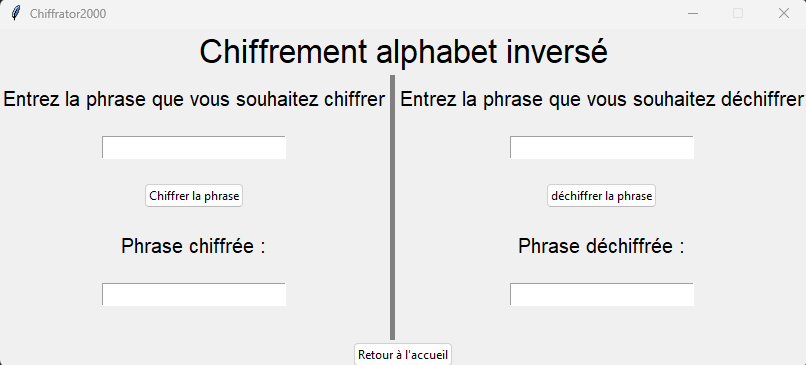 Chiffrator2000
Chiffrement alphabet inversé
Entrez la phrase que vous souhaitez chiffrer
Entrez la phrase que vous souhaitez déchiffrer
Chiffrer la phrase
déchiffrer la phrase
Phrase chiffrée :
Phrase déchiffrée :
Retour à l'accueil